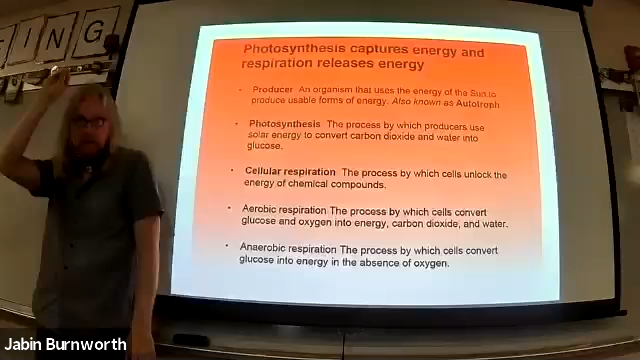 ING
Photosynthesis captures energy and
respiration releases energy
• Producer An organism that uses the energy of the Sun to
produce usable forms of energy. Also known as Autotroph
• Photosynthesis The process by which producers use
solar energy to convert carbon dioxide and water into
glucose.
• Cellular respiration The process by which cells unlock the
energy of chemical compounds.
• Aerobic respiration The process by which cells convert
glucose and oxygen into energy, carbon dioxide, and water.
• Anaerobic respiration The process by which cells convert
glucose into energy in the absence of oxygen.
Jabin Burnworth